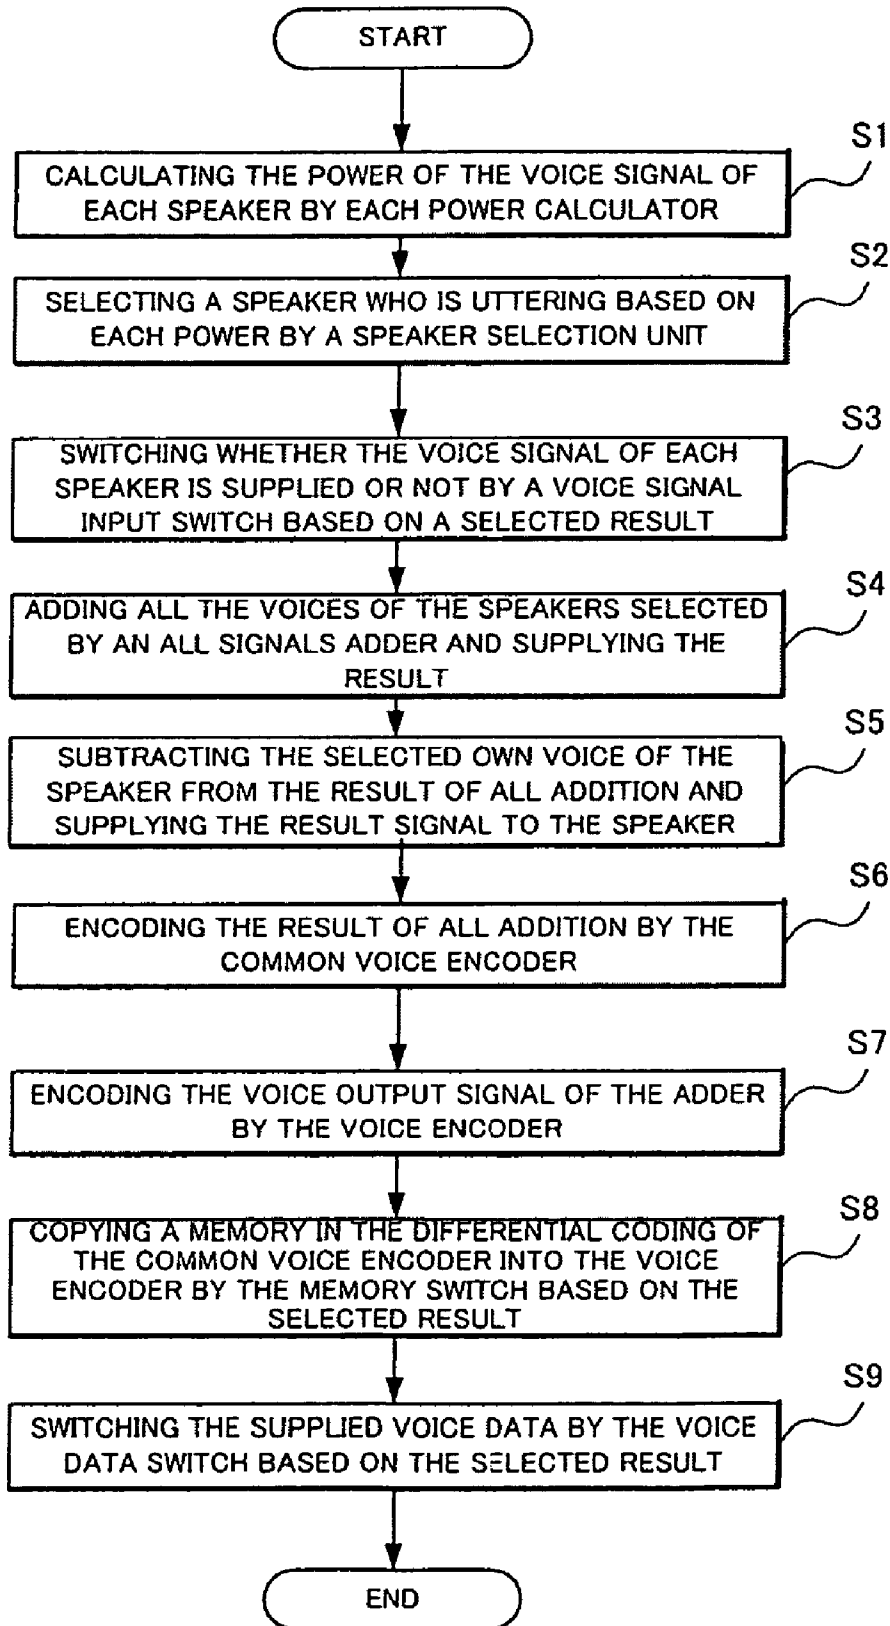 START
S1
CALCULATING THE POWER OF THE VOICE SIGNAL OF
EACH SPEAKER BY EACH POWER CALCULATOR
S2
SELECTING A SPEAKER WHO IS UTTERING BASED ON
EACH POWER BY A SPEAKER SELECTION UNIT
S3
SWITCHING WHETHER THE VOICE SIGNAL OF EACH
SPEAKER IS SUPPLIED OR NOT BY A VOICE SIGNAL
INPUT SWITCH BASED ON A SELECTED RESULT
S4
ADDING ALL THE VOICES OF THE SPEAKERS SELECTED
BY AN ALL SIGNALS ADDER AND SUPPLYING THE
RESULT
S5
SUBTRACTING THE SELECTED OWN VOICE OF THE
SPEAKER FROM THE RESULT OF ALL ADDITION AND
SUPPLYING THE RESULT SIGNAL TO THE SPEAKER
S6
ENCODING THE RESULT OF ALL ADDITION BY THE
COMMON VOICE ENCODER
S7
ENCODING THE VOICE OUTPUT SIGNAL OF THE ADDER
BY THE VOICE ENCODER
S8
COPYING A MEMORY IN THE DIFFERENTIAL CODING OF
THE COMMON VOICE ENCODER INTO THE VOICE
ENCODER BY THE MEMORY SWITCH BASED ON THE
SELECTED RESULT
S9
SWITCHING THE SUPPLIED VOICE DATA BY THE VOICE
DATA SWITCH BASED ON THE SELECTED RESULT
END